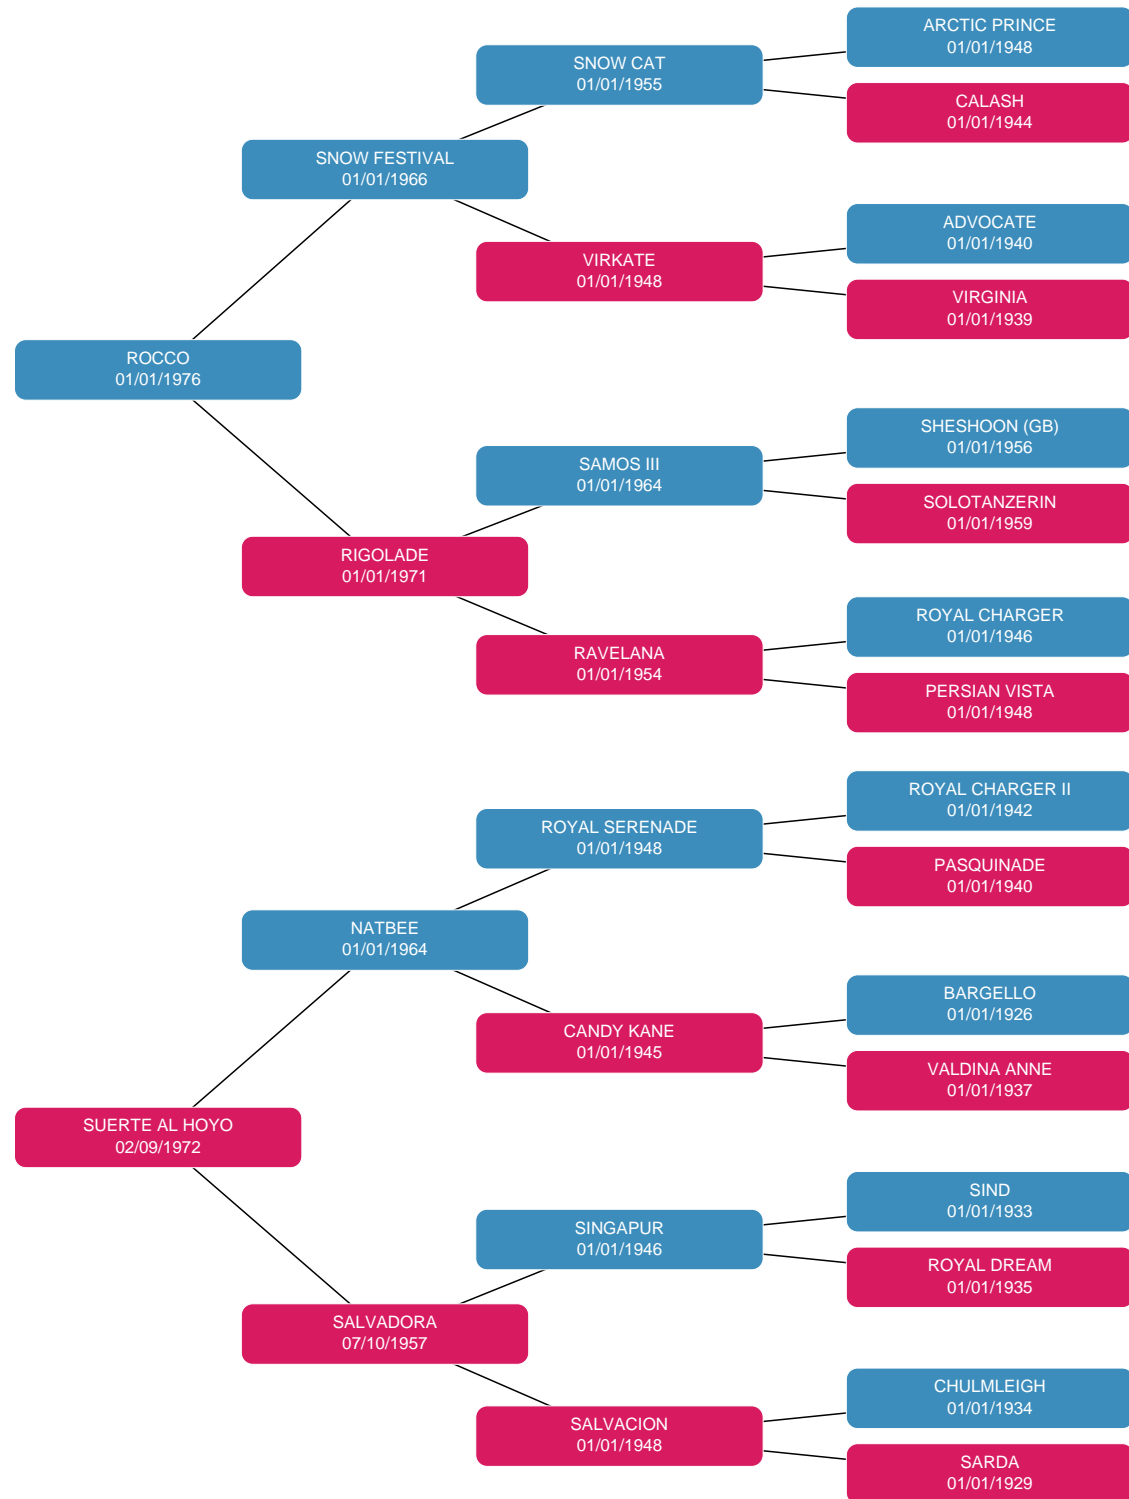 ARCTIC PRINCE
01/01/1948
SNOW CAT
01/01/1955
CALASH
01/01/1944
SNOW FESTIVAL
01/01/1966
ADVOCATE
01/01/1940
VIRKATE
01/01/1948
VIRGINIA
01/01/1939
ROCCO
01/01/1976
SHESHOON (GB)
01/01/1956
SAMOS III
01/01/1964
SOLOTANZERIN
01/01/1959
RIGOLADE
01/01/1971
ROYAL CHARGER
01/01/1946
RAVELANA
01/01/1954
PERSIAN VISTA
01/01/1948
ROYAL CHARGER II
01/01/1942
ROYAL SERENADE
01/01/1948
PASQUINADE
01/01/1940
NATBEE
01/01/1964
BARGELLO
01/01/1926
CANDY KANE
01/01/1945
VALDINA ANNE
01/01/1937
SUERTE AL HOYO
02/09/1972
SIND
01/01/1933
SINGAPUR
01/01/1946
ROYAL DREAM
01/01/1935
SALVADORA
07/10/1957
CHULMLEIGH
01/01/1934
SALVACION
01/01/1948
SARDA
01/01/1929